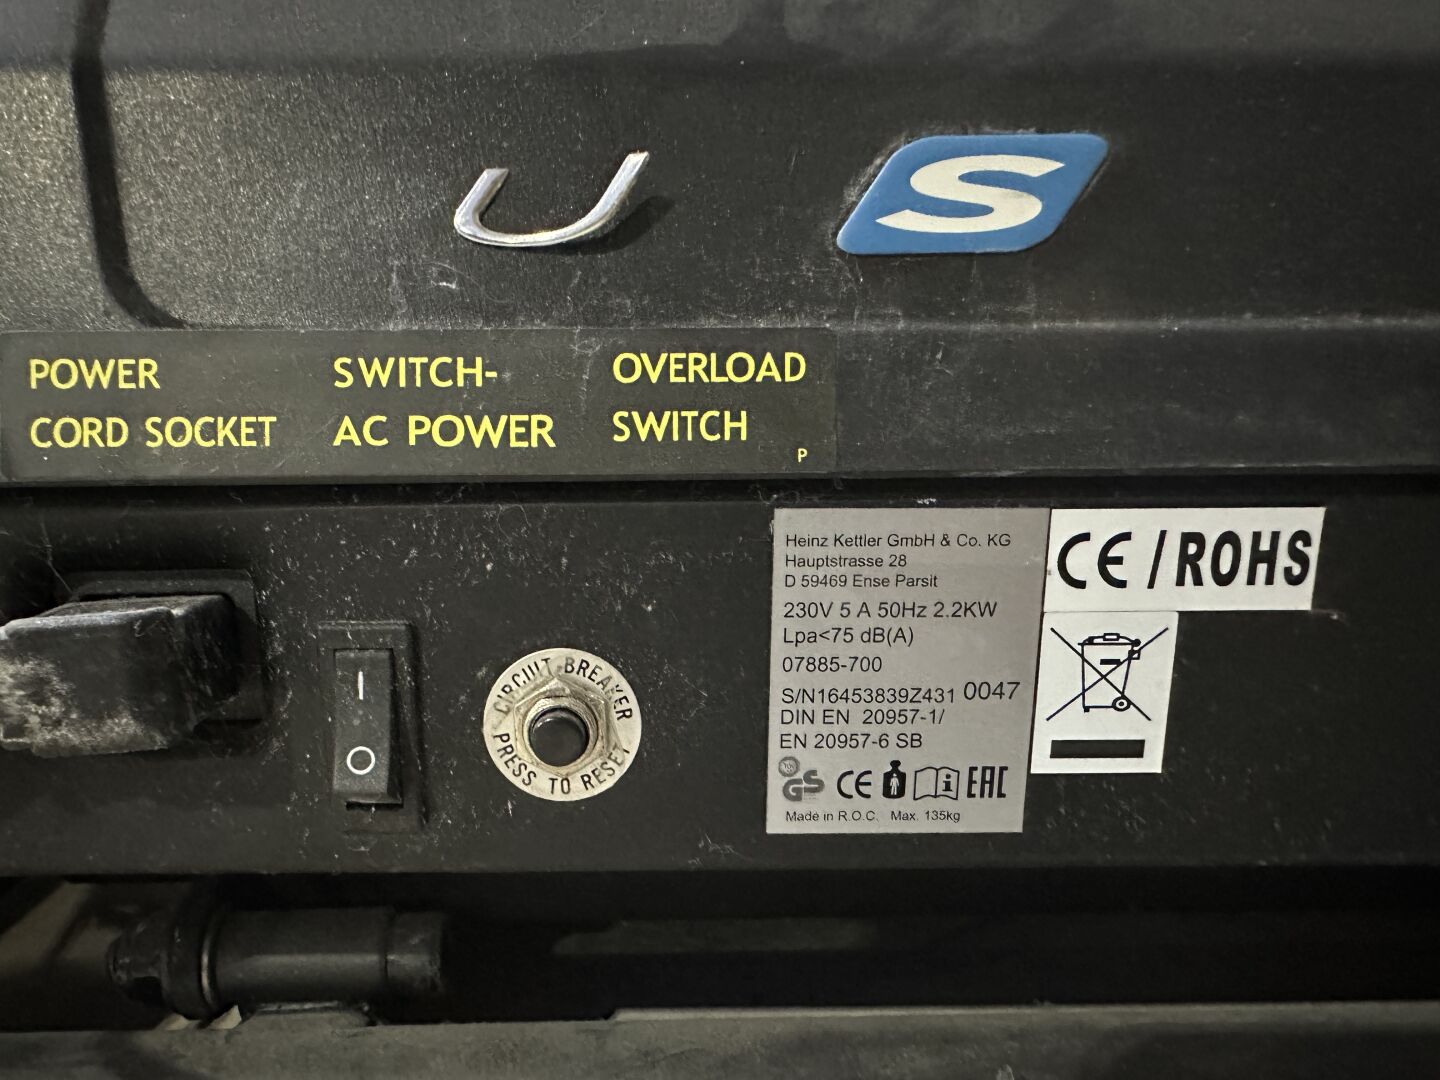 U S
POWER
CORD SOCKET
SWITCH-
AC POWER
OVERLOAD
SWITCH
P
I
O
CIRCUIT BREAKER
PRESS TO RESET
Heinz Kettler GmbH & Co. KG
Hauptstrasse 28
D 59469 Ense Parsit
230V 5 A 50Hz 2.2KW
Lpa<75 dB(A)
07885-700
S/N16453839Z431 0047
DIN EN 20957-1/
EN 20957-6 SB
GS CE i EAC
Made in R.O.C. Max. 135kg
CE / ROHS